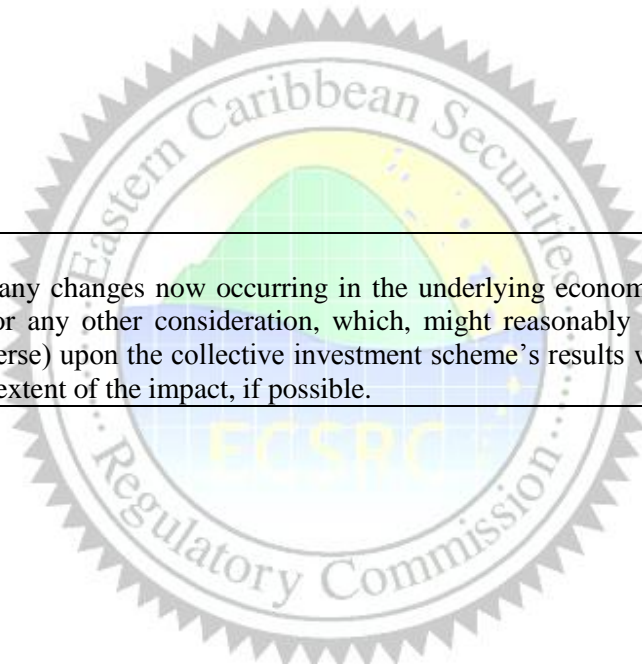 Eastern Caribbean Securities
any changes now occurring in the underlying econom
or any other consideration, which, might reasonably
erse) upon the collective investment scheme's results
extent of the impact, if possible.
ECSRC
Regulatory Commission